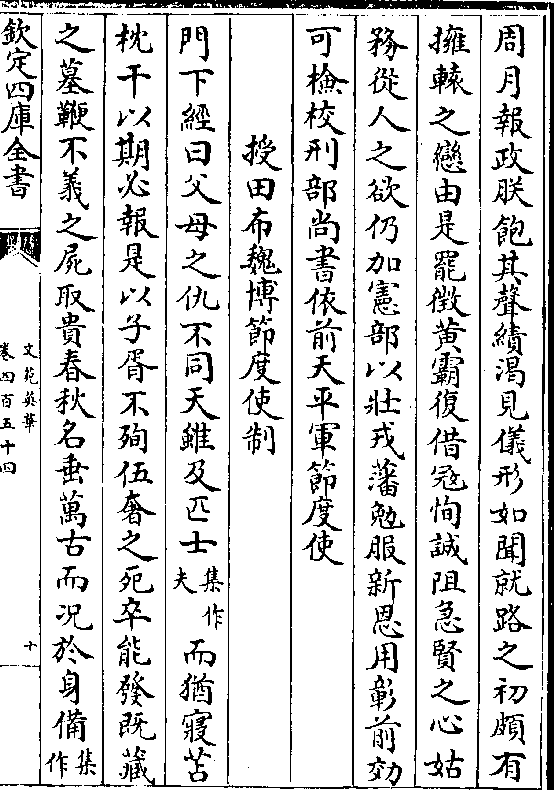 周月報政朕飽其聲績渴見儀形如聞就路之初頗有
擁轅之戀由是罷徴黄霸復借宼恂誠阻急賢之心姑
務從人之欲仍加憲部以壯戎藩勉服新恩用彰前効
可檢校刑部尚書依前天平軍節度使
授田布魏博節度使制
門下經曰父母之仇不同天雖及匹士集作夫而猶寢苫
枕干以期必報是以子胥不殉伍奢之死卒能發既藏
之墓鞭不義之屍取貴春秋名垂萬古而况於身備集作
欽定四庫全書
文苑英華
卷四百五十四
十